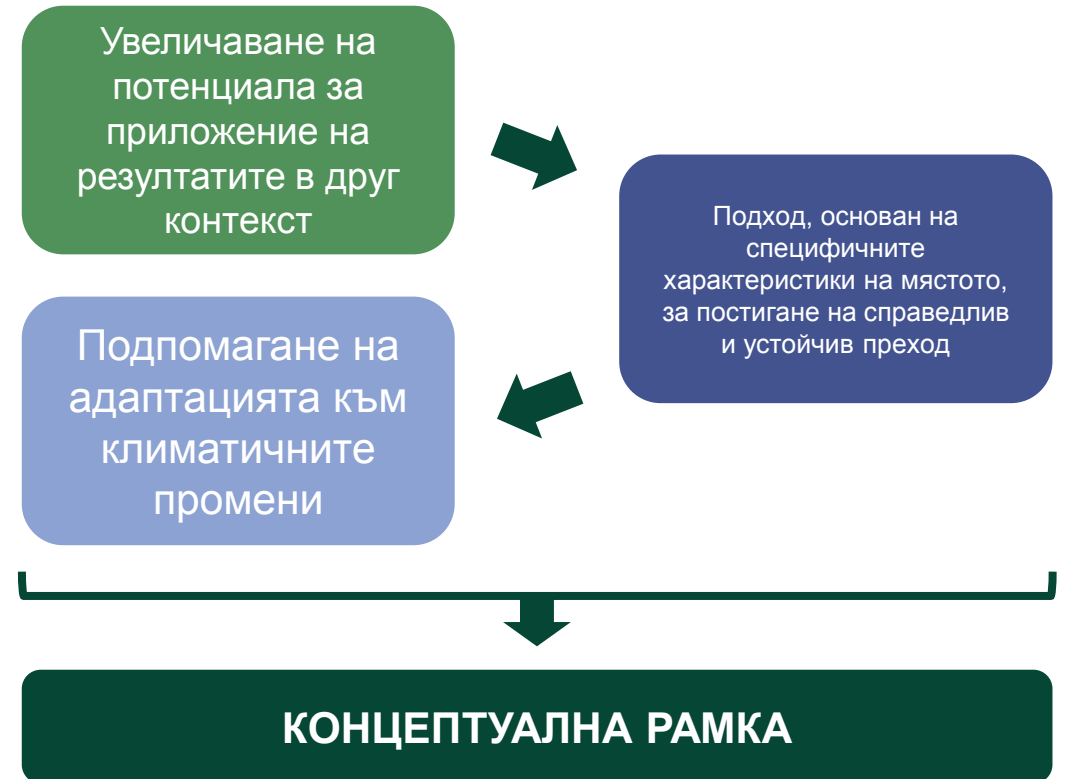 Увеличаване на
потенциала за
приложение на
резултатите в друг
контекст
Подход, основан на
специфичните
характеристики на мястото,
за постигане на справедлив
и устойчив преход
Подпомагане на
адаптацията към
климатичните
промени
КОНЦЕПТУАЛНА РАМКА